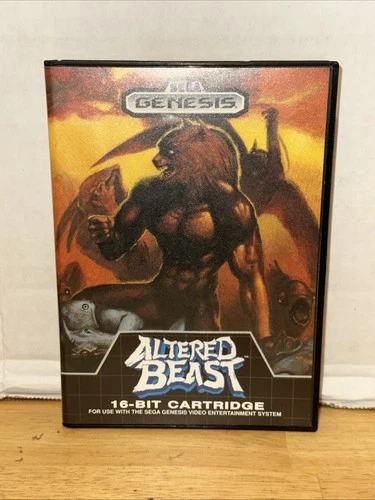 SEGA
GENESIS
ALTERED
BEAST
16-BIT CARTRIDGE
FOR USE WITH THE SEGA GENESIS VIDEO ENTERTAINMENT SYSTEM